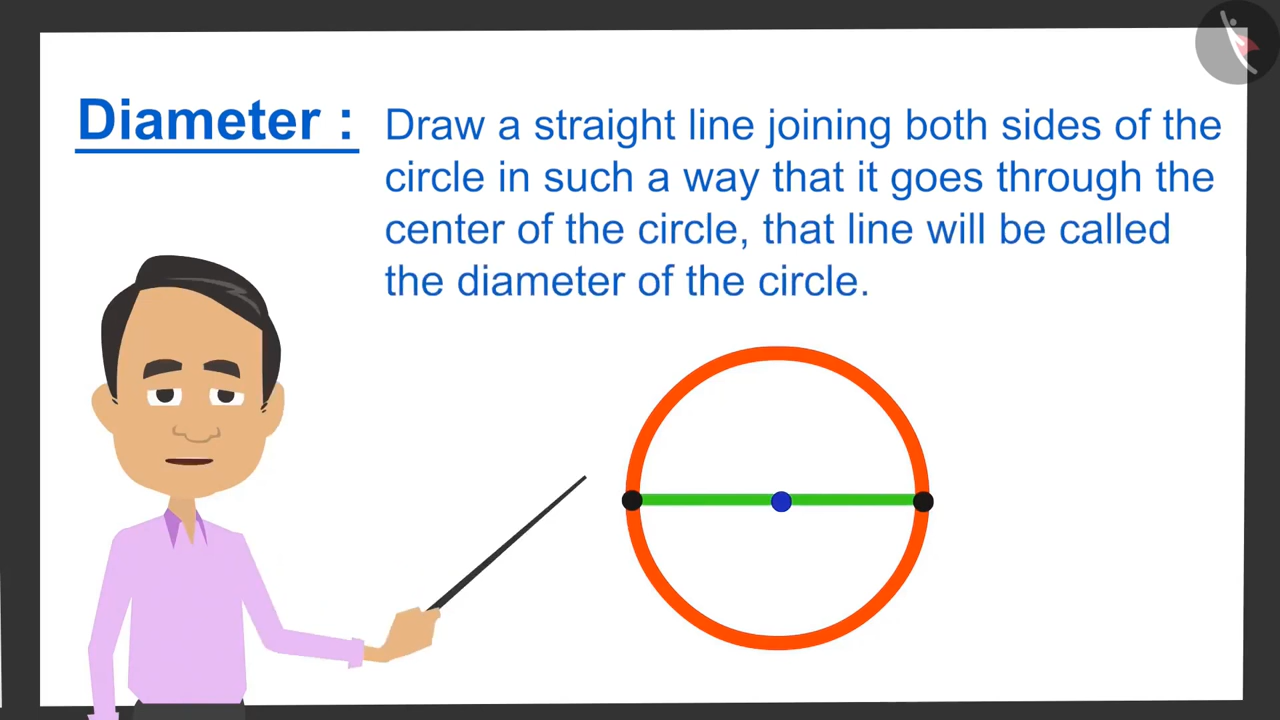 Diameter :
Draw a straight line joining both sides of the
circle in such a way that it goes through the
center of the circle, that line will be called
the diameter of the circle.